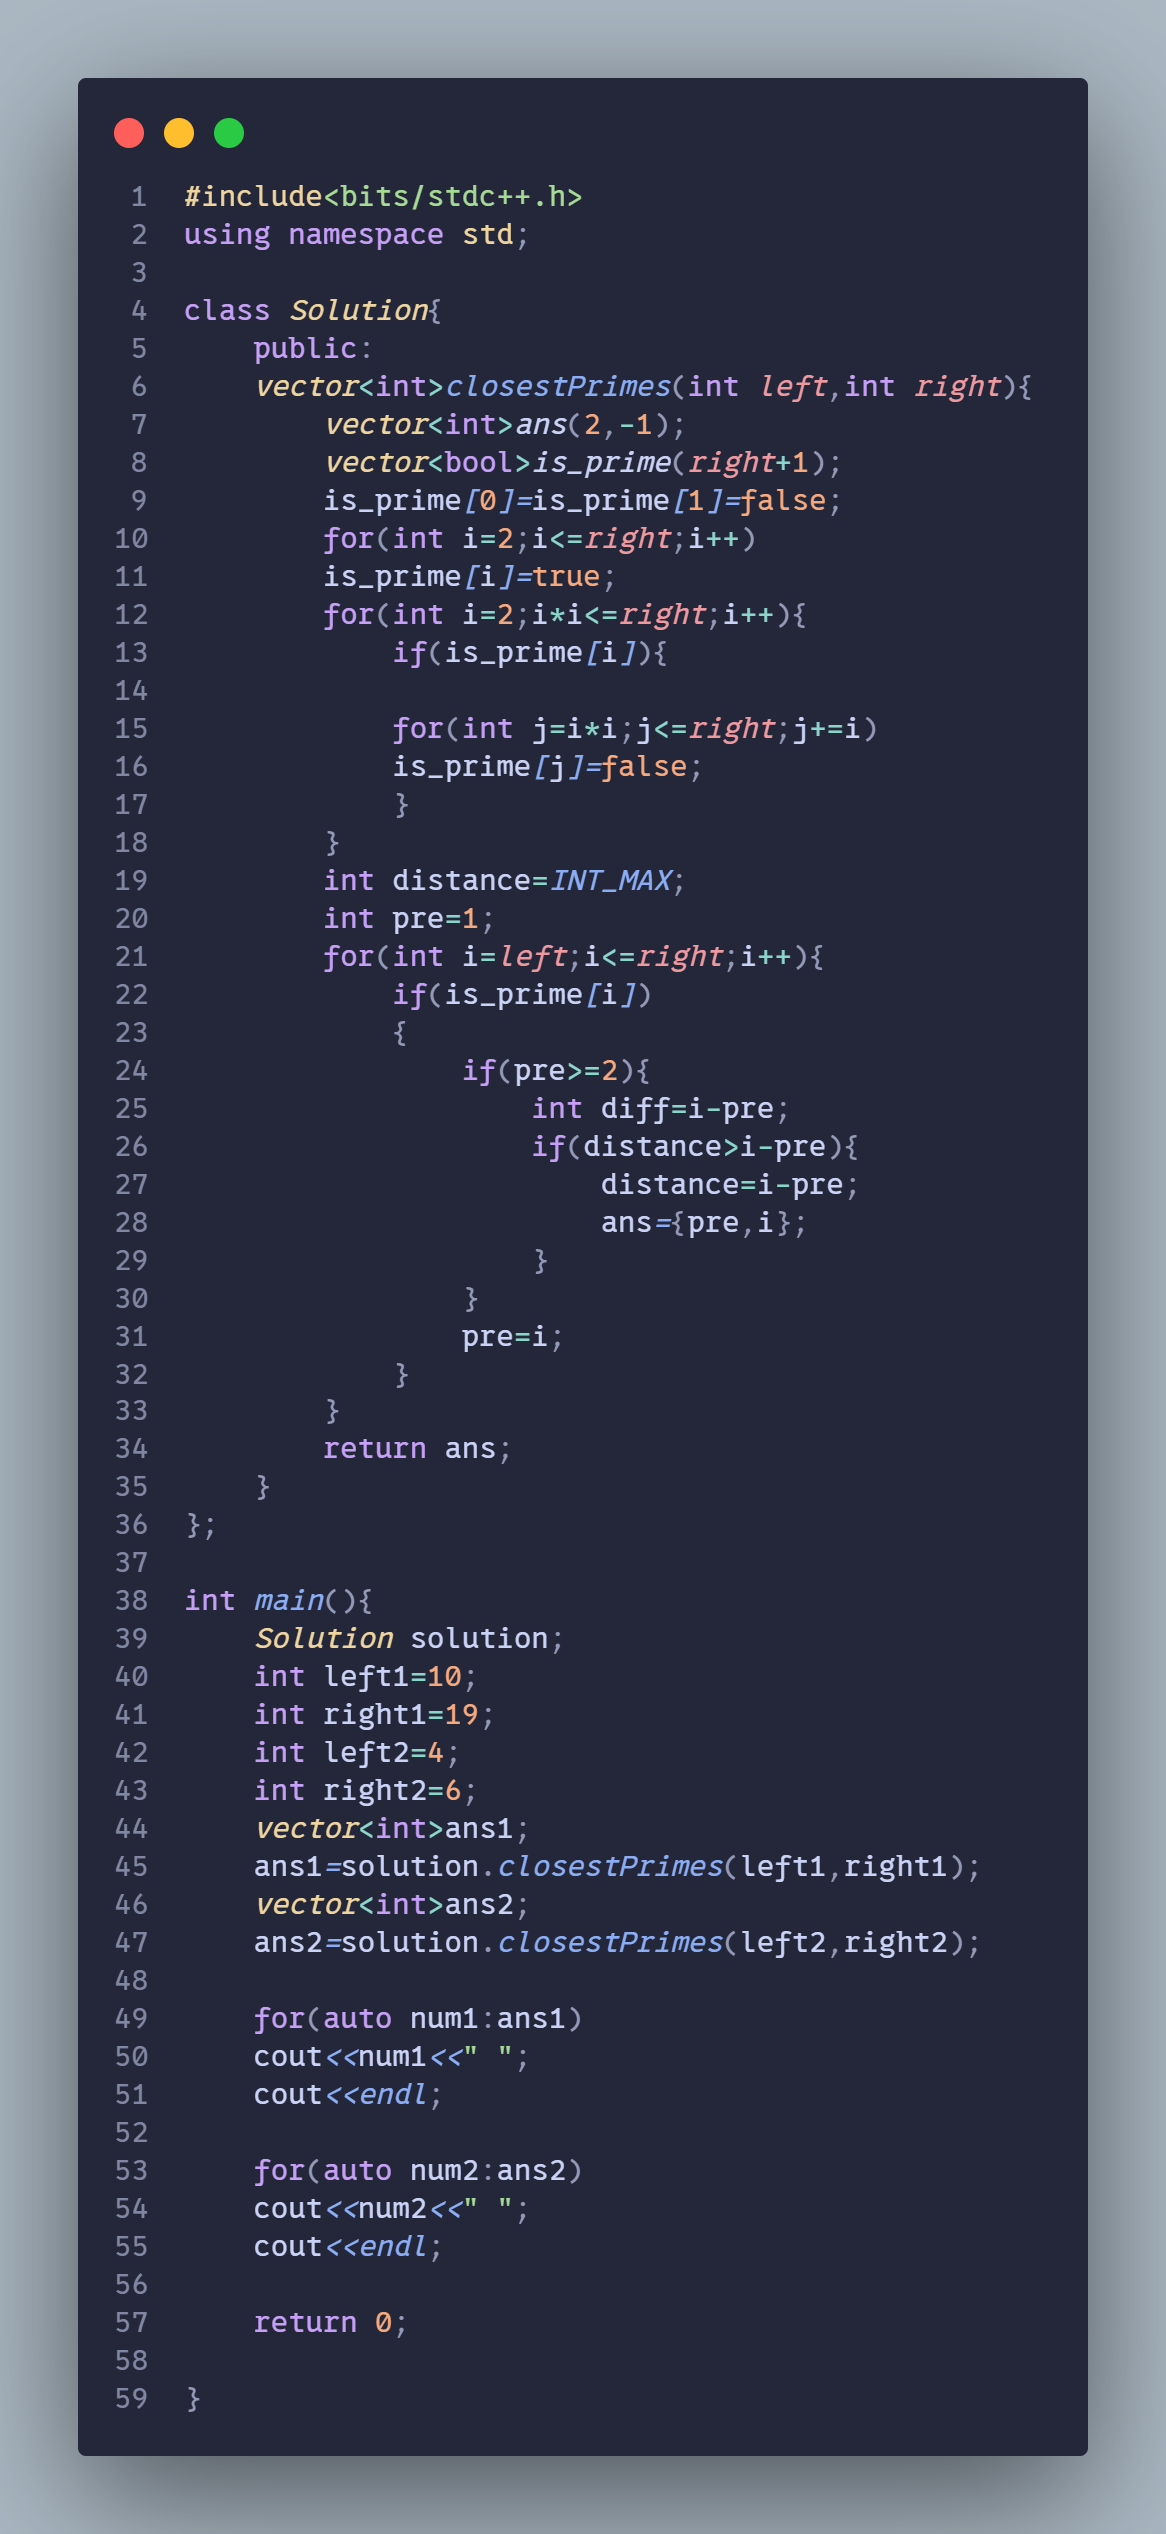 1 #include<bits/stdc++.h>
2 using namespace std;
3
4 class Solution{
5     public:
6     vector<int>closestPrimes(int left,int right){
7         vector<int>ans(2,-1);
8         vector<bool>is_prime(right+1);
9         is_prime[0]=is_prime[1]=false;
10         for(int i=2;i<=right;i++)
11         is_prime[i]=true;
12         for(int i=2;i*i<=right;i++){
13             if(is_prime[i]){
14
15             for(int j=i*i;j<=right;j+=i)
16             is_prime[j]=false;
17             }
18         }
19         int distance=INT_MAX;
20         int pre=1;
21         for(int i=left;i<=right;i++){
22             if(is_prime[i])
23             {
24                 if(pre>=2){
25                     int diff=i-pre;
26                     if(distance>i-pre){
27                         distance=i-pre;
28                         ans={pre,i};
29                     }
30                 }
31                 pre=i;
32             }
33         }
34         return ans;
35     }
36 };
37
38 int main(){
39     Solution solution;
40     int left1=10;
41     int right1=19;
42     int left2=4;
43     int right2=6;
44     vector<int>ans1;
45     ans1=solution.closestPrimes(left1,right1);
46     vector<int>ans2;
47     ans2=solution.closestPrimes(left2,right2);
48
49     for(auto num1:ans1)
50     cout<<num1<<" ";
51     cout<<endl;
52
53     for(auto num2:ans2)
54     cout<<num2<<" ";
55     cout<<endl;
56
57     return 0;
58
59 }